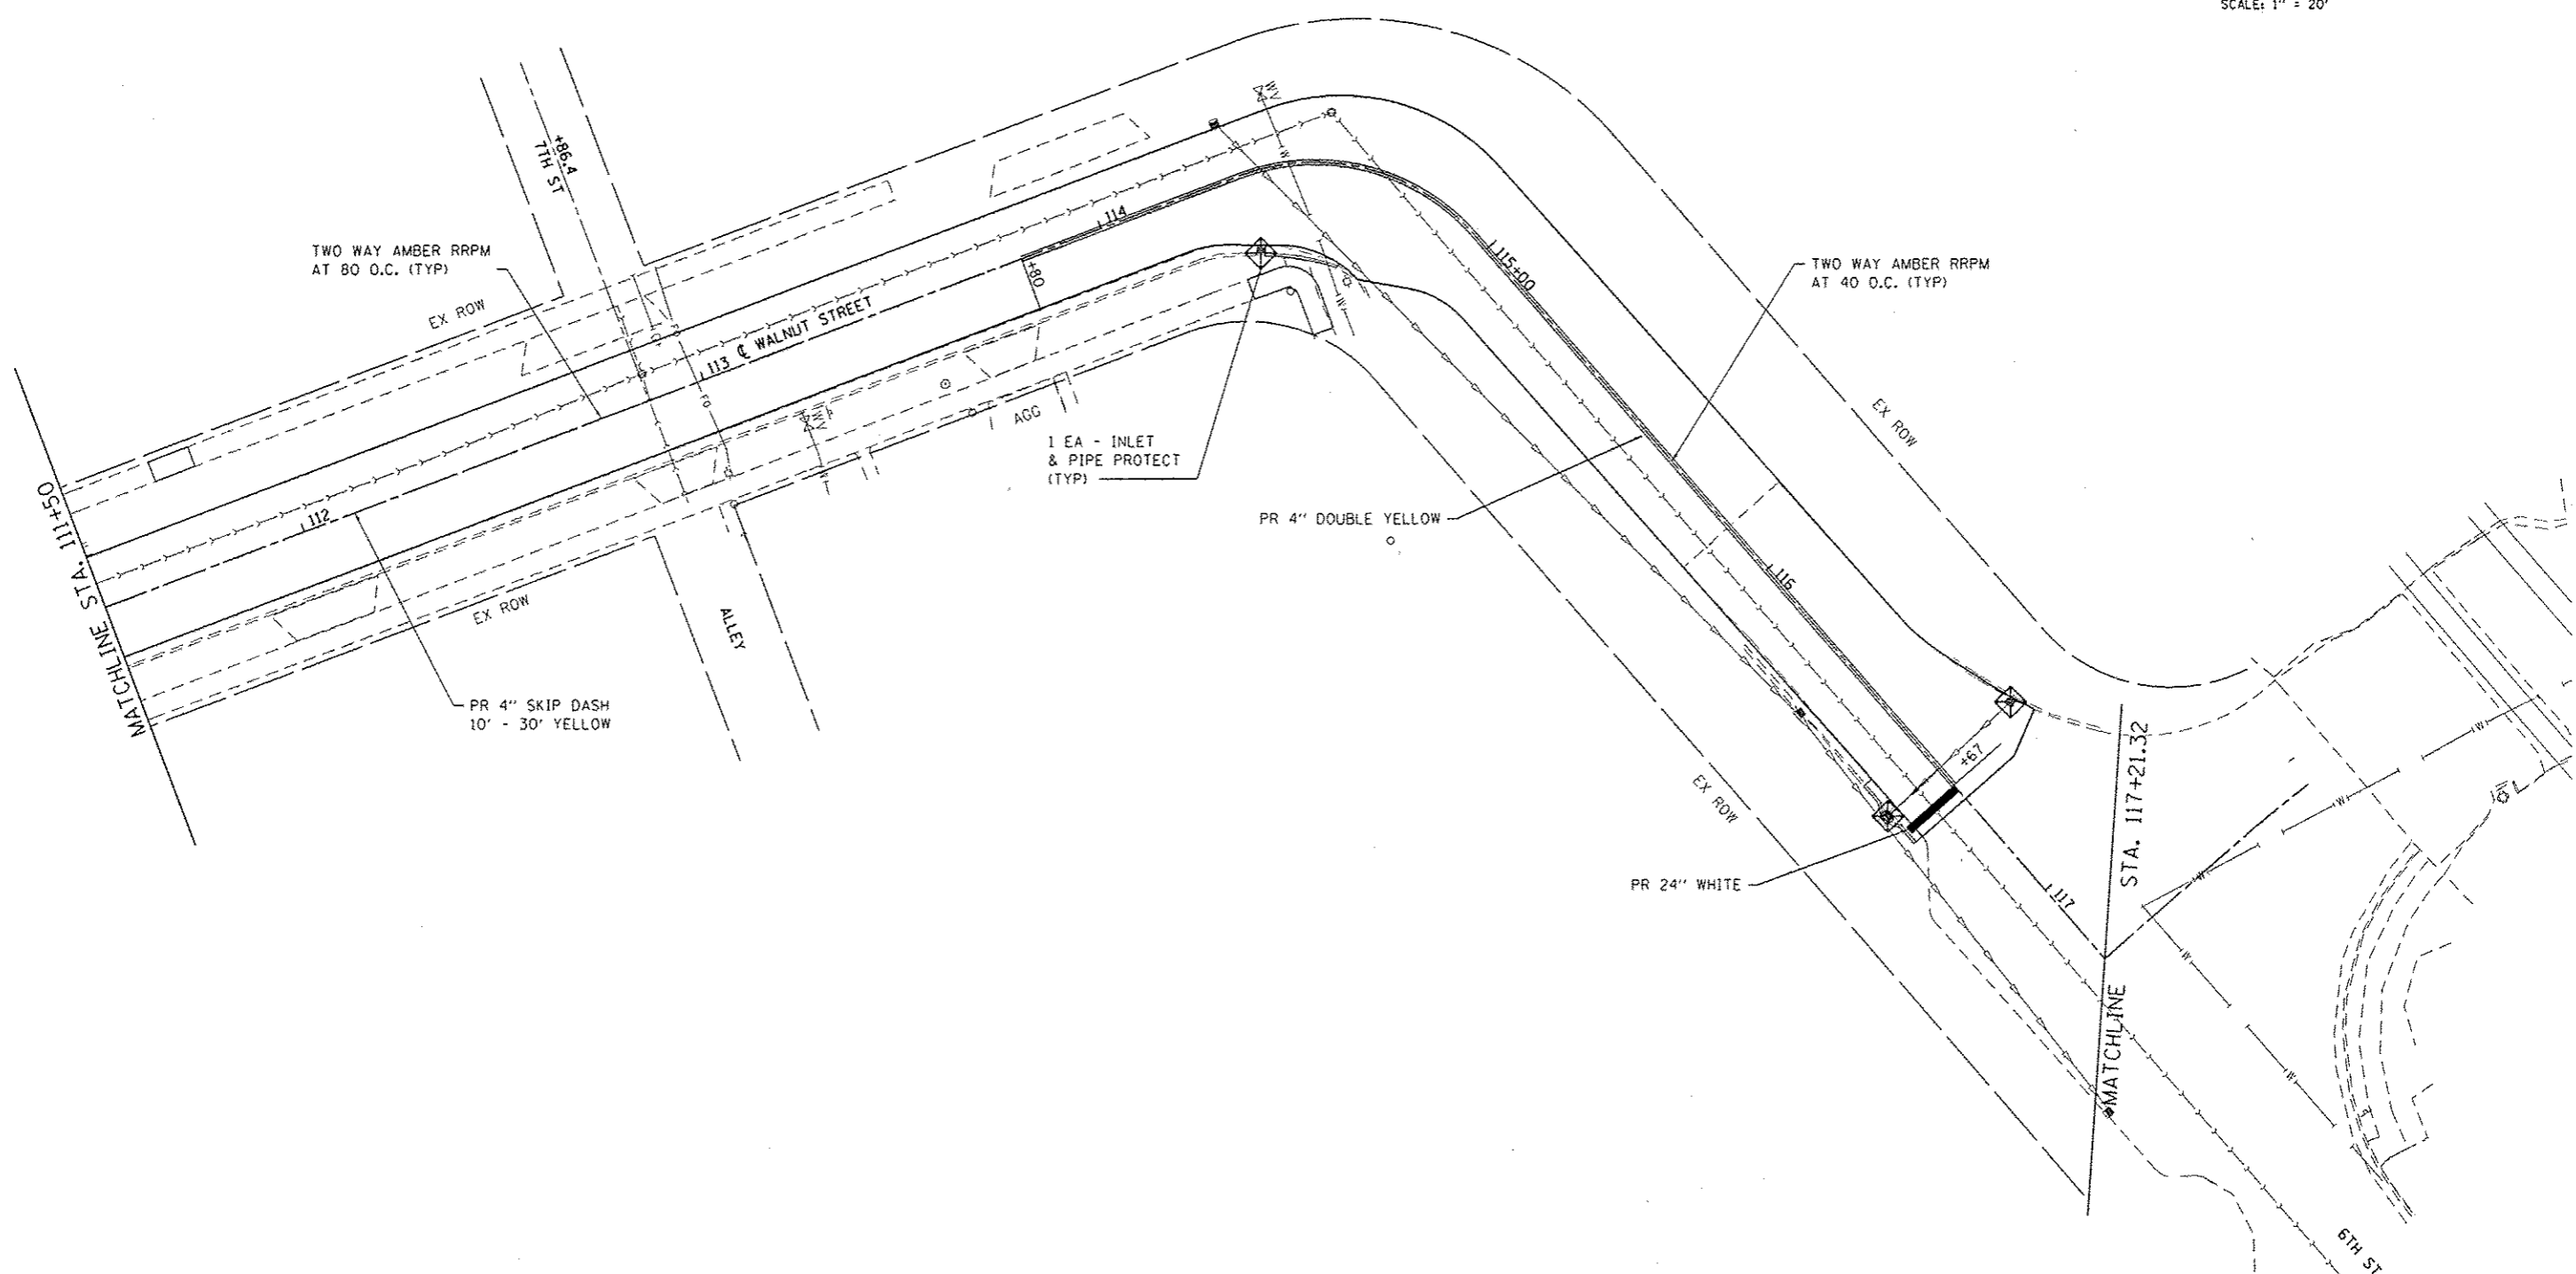 SCALE: 1" = 20'
+86.4
7TH ST
WV
TWO WAY AMBER RRPM
AT 80 O.C. (TYP)
EX ROW
114
+80
115+00
TWO WAY AMBER RRPM
AT 40 O.C. (TYP)
113 ℄ WALNUT STREET
WV
AGG
EX ROW
1 EA - INLET
& PIPE PROTECT
(TYP)
112
MATCHLINE STA. 111+50
PR 4" DOUBLE YELLOW
EX ROW
ALLEY
116
PR 4" SKIP DASH
10' - 30' YELLOW
+67
STA. 117+21.32
EX ROW
PR 24" WHITE
117
MATCHLINE
6TH ST
W
W
W
W
W
W
W